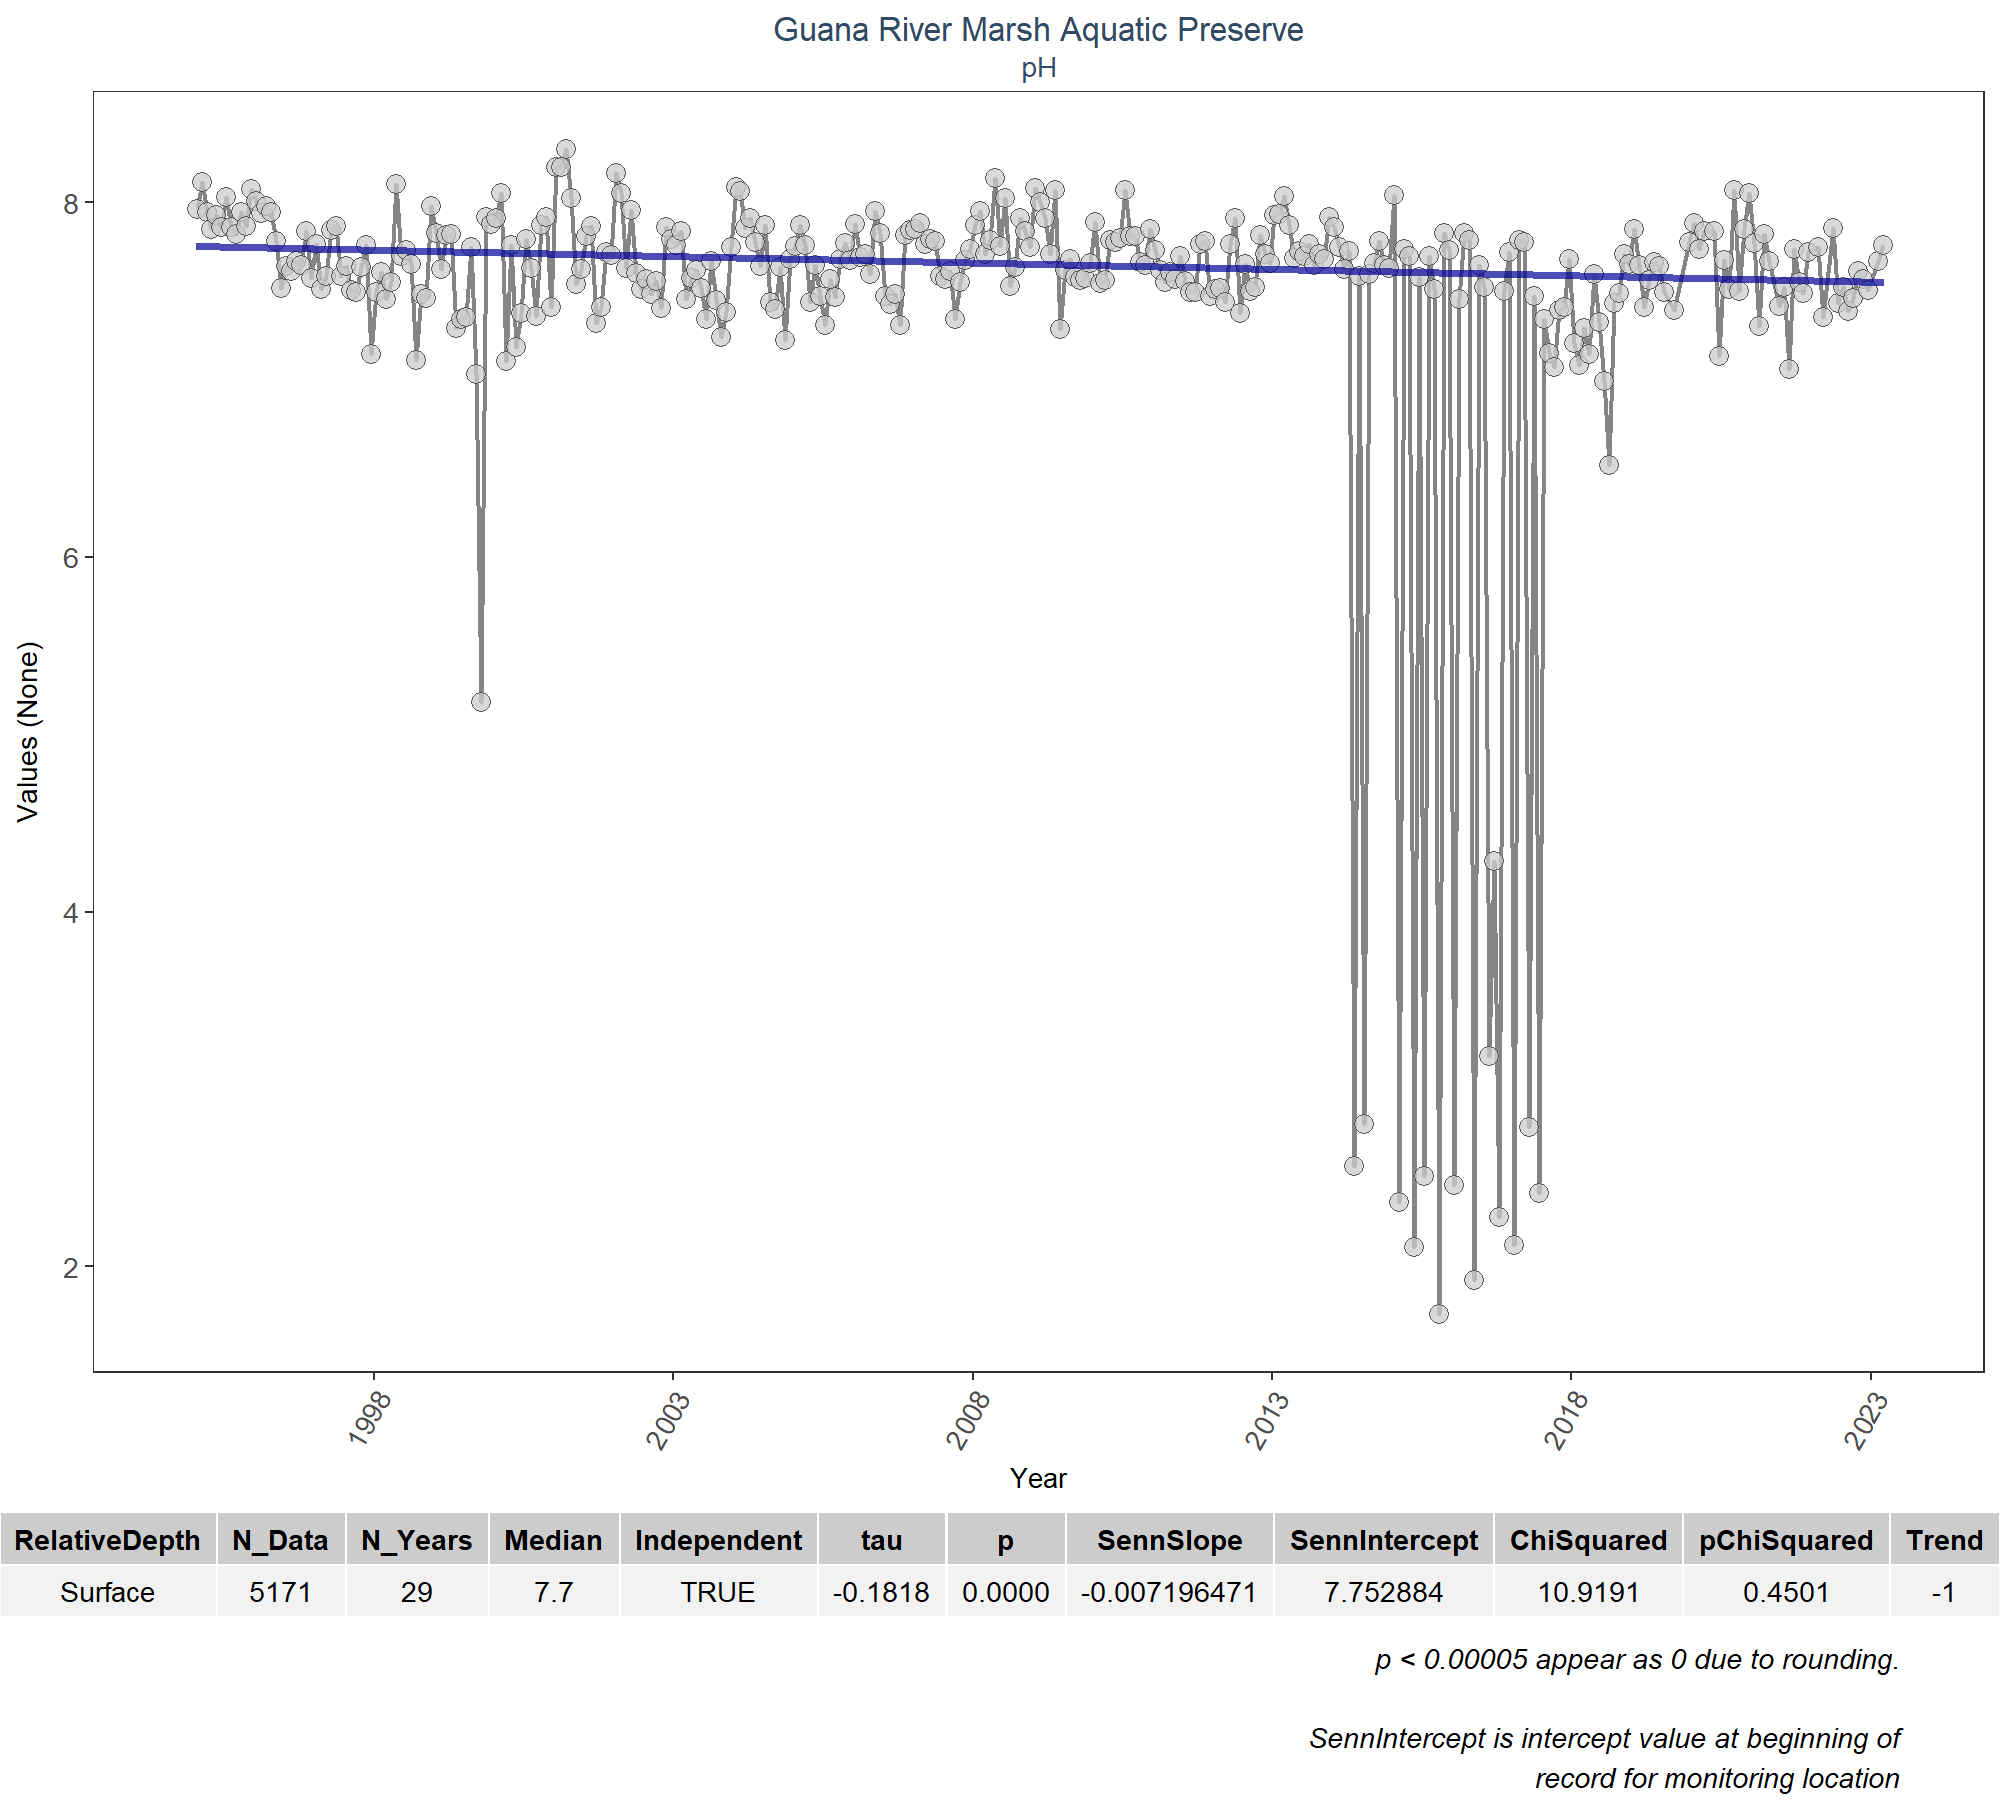 Guana River Marsh Aquatic Preserve
pH
8
6
4
2
Values (None)
1998 2003 2008 2013 2018 2023
Year
RelativeDepth N_Data N_Years Median Independent tau p SennSlope SennIntercept ChiSquared pChiSquared Trend
Surface 5171 29 7.7 TRUE -0.1818 0.0000 -0.007196471 7.752884 10.9191 0.4501 -1
p < 0.00005 appear as 0 due to rounding.
SennIntercept is intercept value at beginning of
record for monitoring location